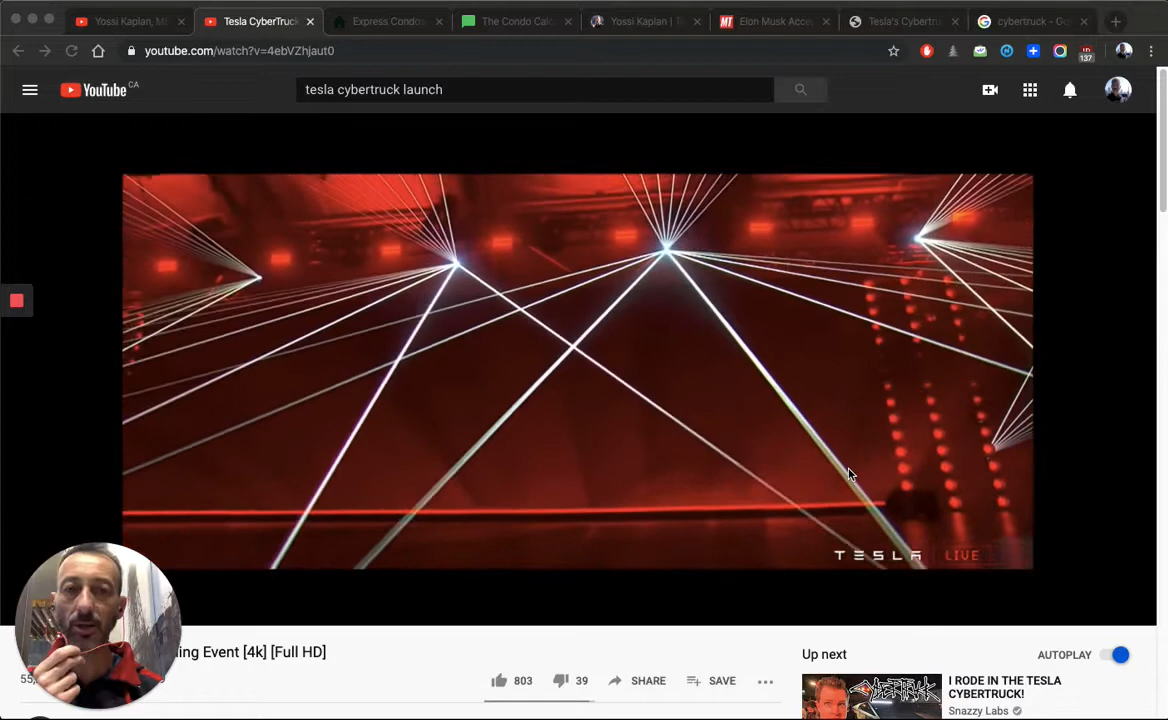 Yossi Kaplan, M
Tesla CyberTruc
Express Condos
The Condo Calc
Yossi Kaplan | T
Elon Musk Acce
Tesla's Cybertru
cybertruck - Go
youtube.com/watch?v=4ebVZhjaut0
137
YouTube CA
tesla cybertruck launch
TESLA LIVE
ing Event [4k] [Full HD]
803
39
SHARE
SAVE
Up next
AUTOPLAY
I RODE IN THE TESLA
CYBERTRUCK!
Snazzy Labs
CYBERTRUCK